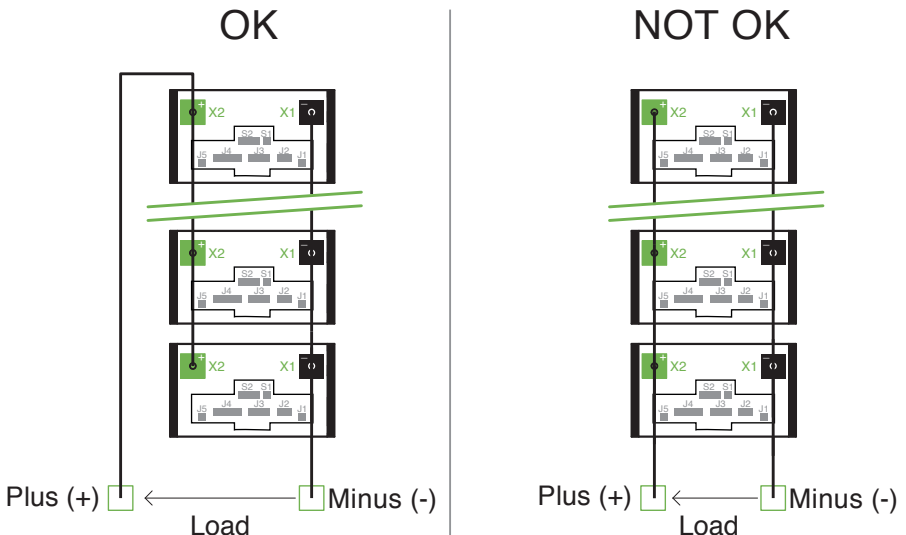 OK
NOT OK
+ X2 X1 −
S2 S1
J5 J4 J3 J2 J1
+ X2 X1 −
S2 S1
J5 J4 J3 J2 J1
+ X2 X1 −
S2 S1
J5 J4 J3 J2 J1
Plus (+)
Minus (-)
Load
+ X2 X1 −
S2 S1
J5 J4 J3 J2 J1
+ X2 X1 −
S2 S1
J5 J4 J3 J2 J1
+ X2 X1 −
S2 S1
J5 J4 J3 J2 J1
Plus (+)
Minus (-)
Load